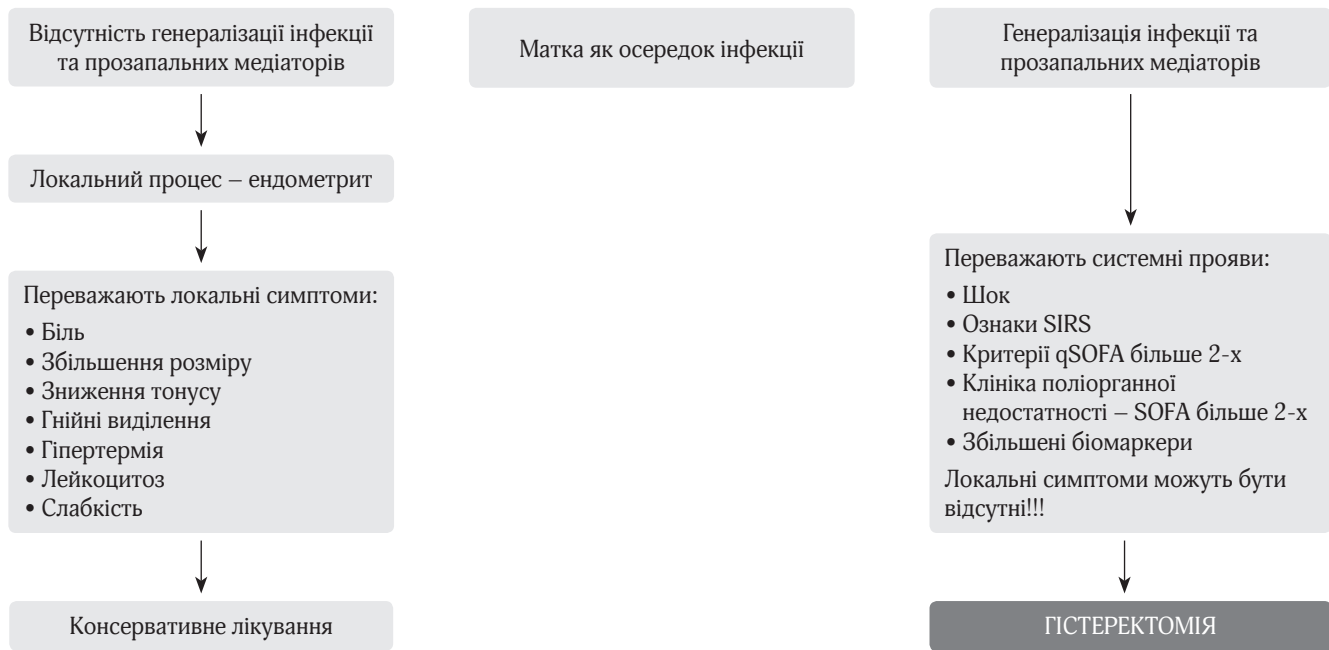 Відсутність генералізації інфекції
та прозапальних медіаторів
Локальний процес – ендометрит
Переважають локальні симптоми:
• Біль
• Збільшення розміру
• Зниження тонусу
• Гнійні виділення
• Гіпертермія
• Лейкоцитоз
• Слабкість
Консервативне лікування
Матка як осередок інфекції
Генералізація інфекції та
прозапальних медіаторів
Переважають системні прояви:
• Шок
• Ознаки SIRS
• Критерії qSOFA більше 2-х
• Клініка поліорганної
недостатності – SOFA більше 2-х
• Збільшені біомаркери
Локальні симптоми можуть бути
відсутні!!!
ГІСТЕРЕКТОМІЯ